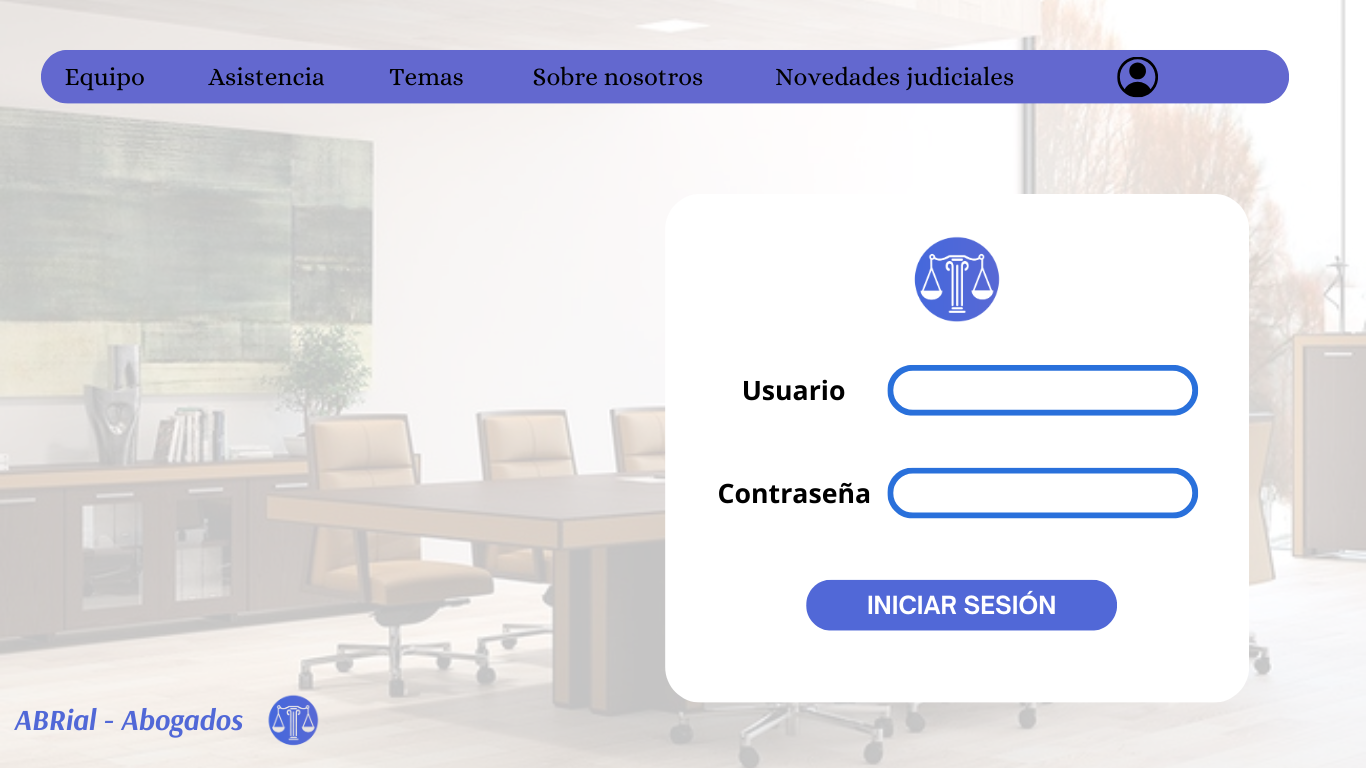 Equipo Asistencia Temas Sobre nosotros Novedades judiciales
Usuario
Contraseña
INICIAR SESIÓN
ABRial - Abogados